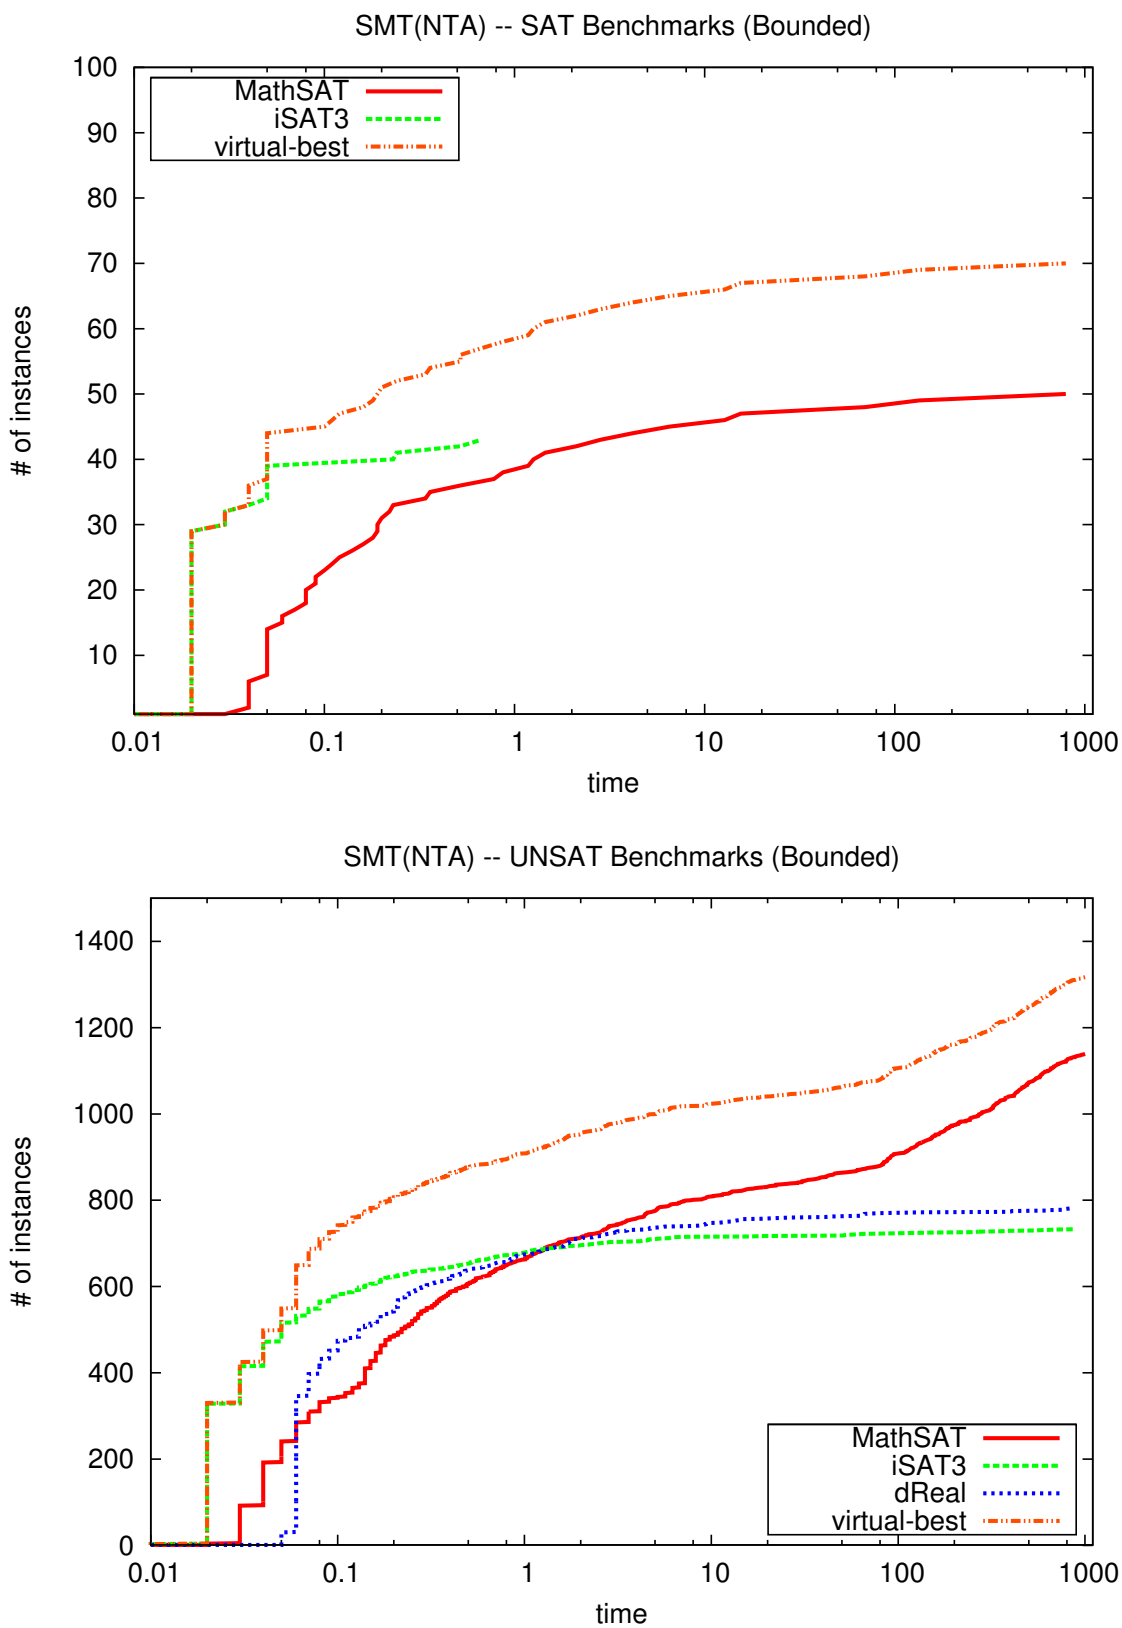 SMT(NTA) -- SAT Benchmarks (Bounded)
100
90
80
70
60
50
40
30
20
10
# of instances
MathSAT
iSAT3
virtual-best
0.01 0.1 1 10 100 1000
time
SMT(NTA) -- UNSAT Benchmarks (Bounded)
1400
1200
1000
800
600
400
200
0
# of instances
MathSAT
iSAT3
dReal
virtual-best
0.01 0.1 1 10 100 1000
time